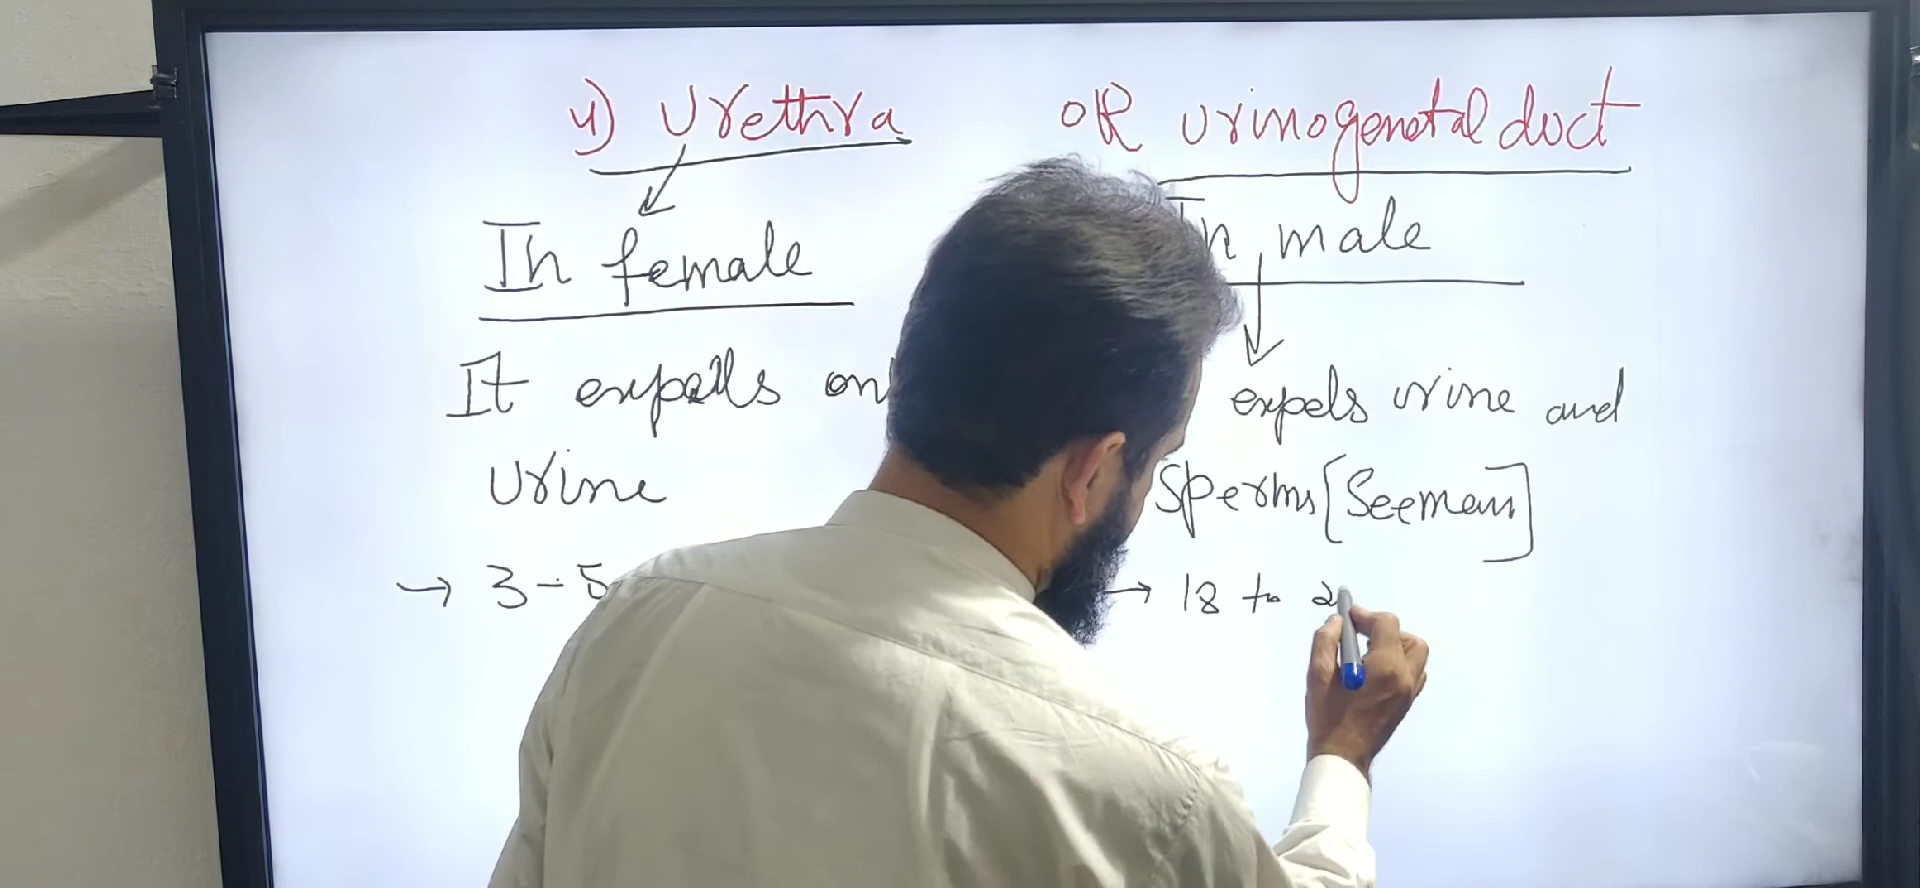 4) Urethra OR urinogenetal duct
In female
In male
It expells
urine
expels urine and
sperms [Seeman]
→ 3-5
→ 18 to 2